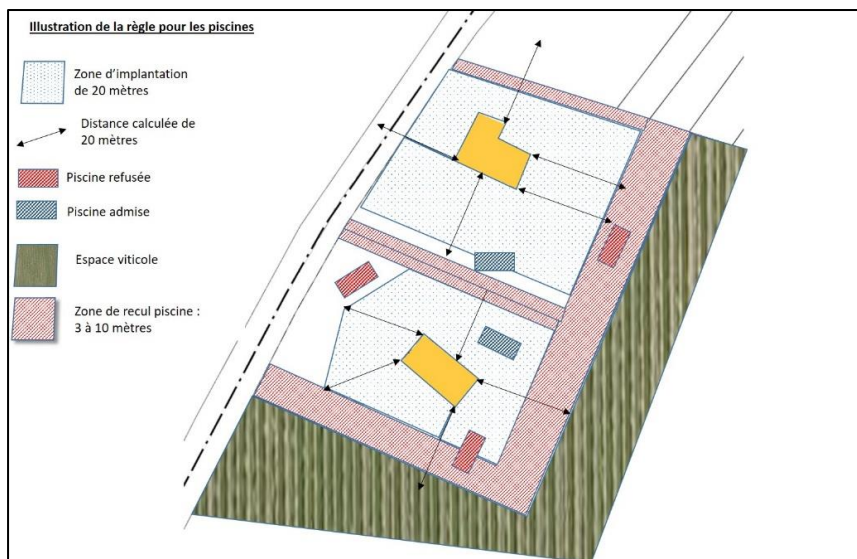 Illustration de la règle pour les piscines
Zone d’implantation
de 20 mètres
Distance calculée de
20 mètres
Piscine refusée
Piscine admise
Espace viticole
Zone de recul piscine :
3 à 10 mètres